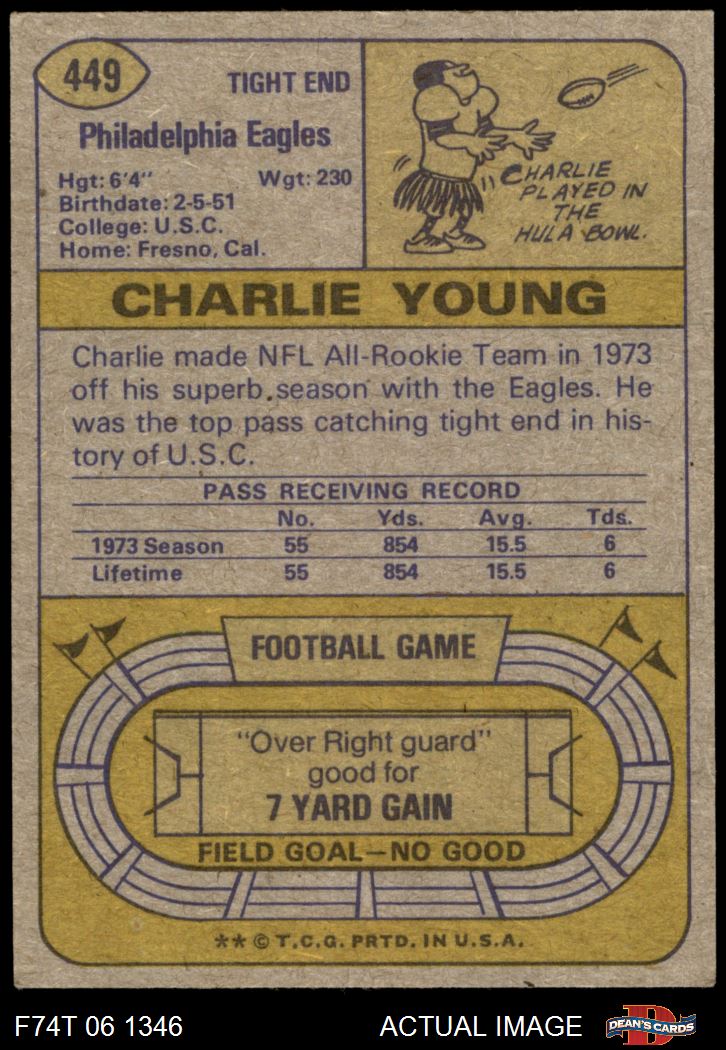 449
TIGHT END
Philadelphia Eagles
Hgt: 6'4" Wgt: 230
Birthdate: 2-5-51
College: U.S.C.
Home: Fresno, Cal.
CHARLIE
PLAYED IN
THE
HULA BOWL.
CHARLIE YOUNG
Charlie made NFL All-Rookie Team in 1973
off his superb season with the Eagles. He
was the top pass catching tight end in his-
tory of U.S.C.
PASS RECEIVING RECORD
No. Yds. Avg. Tds.
1973 Season 55 854 15.5 6
Lifetime 55 854 15.5 6
FOOTBALL GAME
"Over Right guard"
good for
7 YARD GAIN
FIELD GOAL—NO GOOD
** © T.C.G. PRTD. IN U.S.A.
F74T 06 1346 ACTUAL IMAGE
D
DEAN'S CARDS